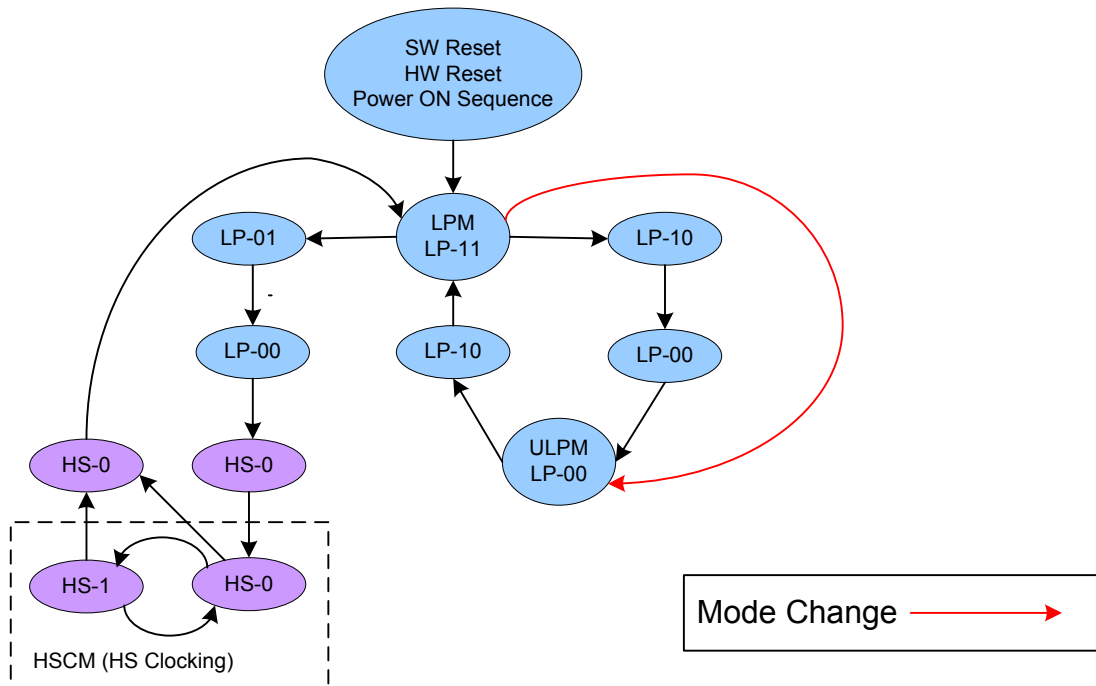 SW Reset
HW Reset
Power ON Sequence
LPM
LP-11
LP-01
LP-10
LP-00
LP-10
LP-00
ULPM
LP-00
HS-0
HS-0
HS-1
HS-0
HSCM (HS Clocking)
Mode Change